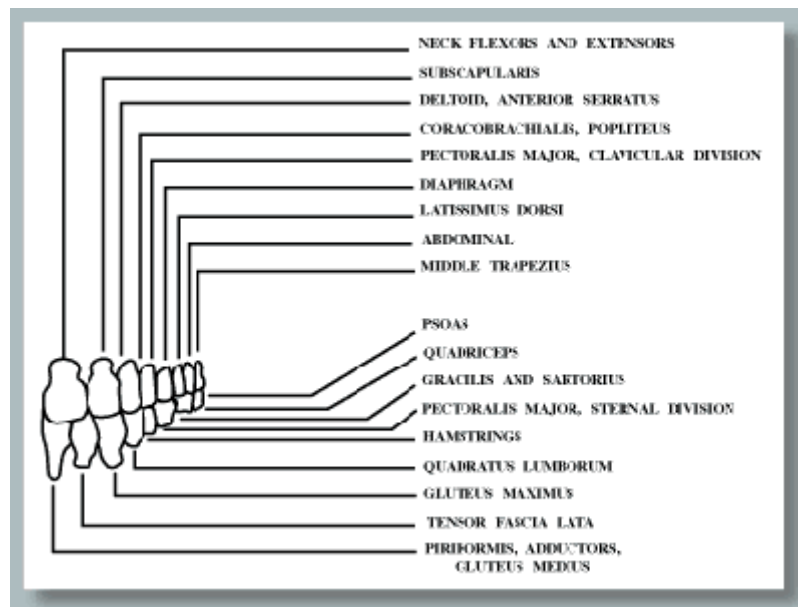 NECK FLEXORS AND EXTENSORS
SUBSCAPULARIS
DELTOID, ANTERIOR SERRATUS
CORACOBRACHIALIS, POPLITEUS
PECTORALIS MAJOR, CLAVICULAR DIVISION
DIAPHRAGM
LATISSIMUS DORSI
ABDOMINAL
MIDDLE TRAPEZIUS
PSOAS
QUADRICEPS
GRACILIS AND SARTORIUS
PECTORALIS MAJOR, STERNAL DIVISION
HAMSTRINGS
QUADRATUS LUMBORUM
GLUTEUS MAXIMUS
TENSOR FASCIA LATA
PIRIFORMIS, ADDUCTORS,
GLUTEUS MEDIUS